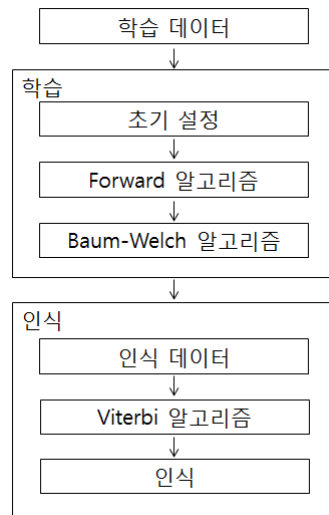 학습 데이터
학습
초기 설정
Forward 알고리즘
Baum-Welch 알고리즘
인식
인식 데이터
Viterbi 알고리즘
인식